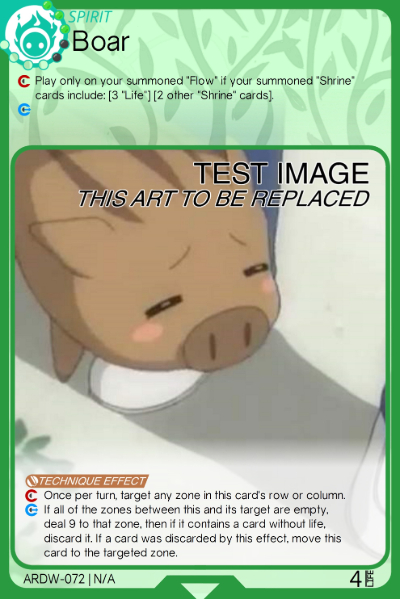 SPIRIT
Boar
Play only on your summoned "Flow" if your summoned "Shrine"
cards include: [3 "Life"] [2 other "Shrine" cards].
TEST IMAGE
THIS ART TO BE REPLACED
TECHNIQUE EFFECT
Once per turn, target any zone in this card's row or column.
If all of the zones between this and its target are empty,
deal 9 to that zone, then if it contains a card without life,
discard it. If a card was discarded by this effect, move this
card to the targeted zone.
ARDW-072 | N/A
4 LIFE